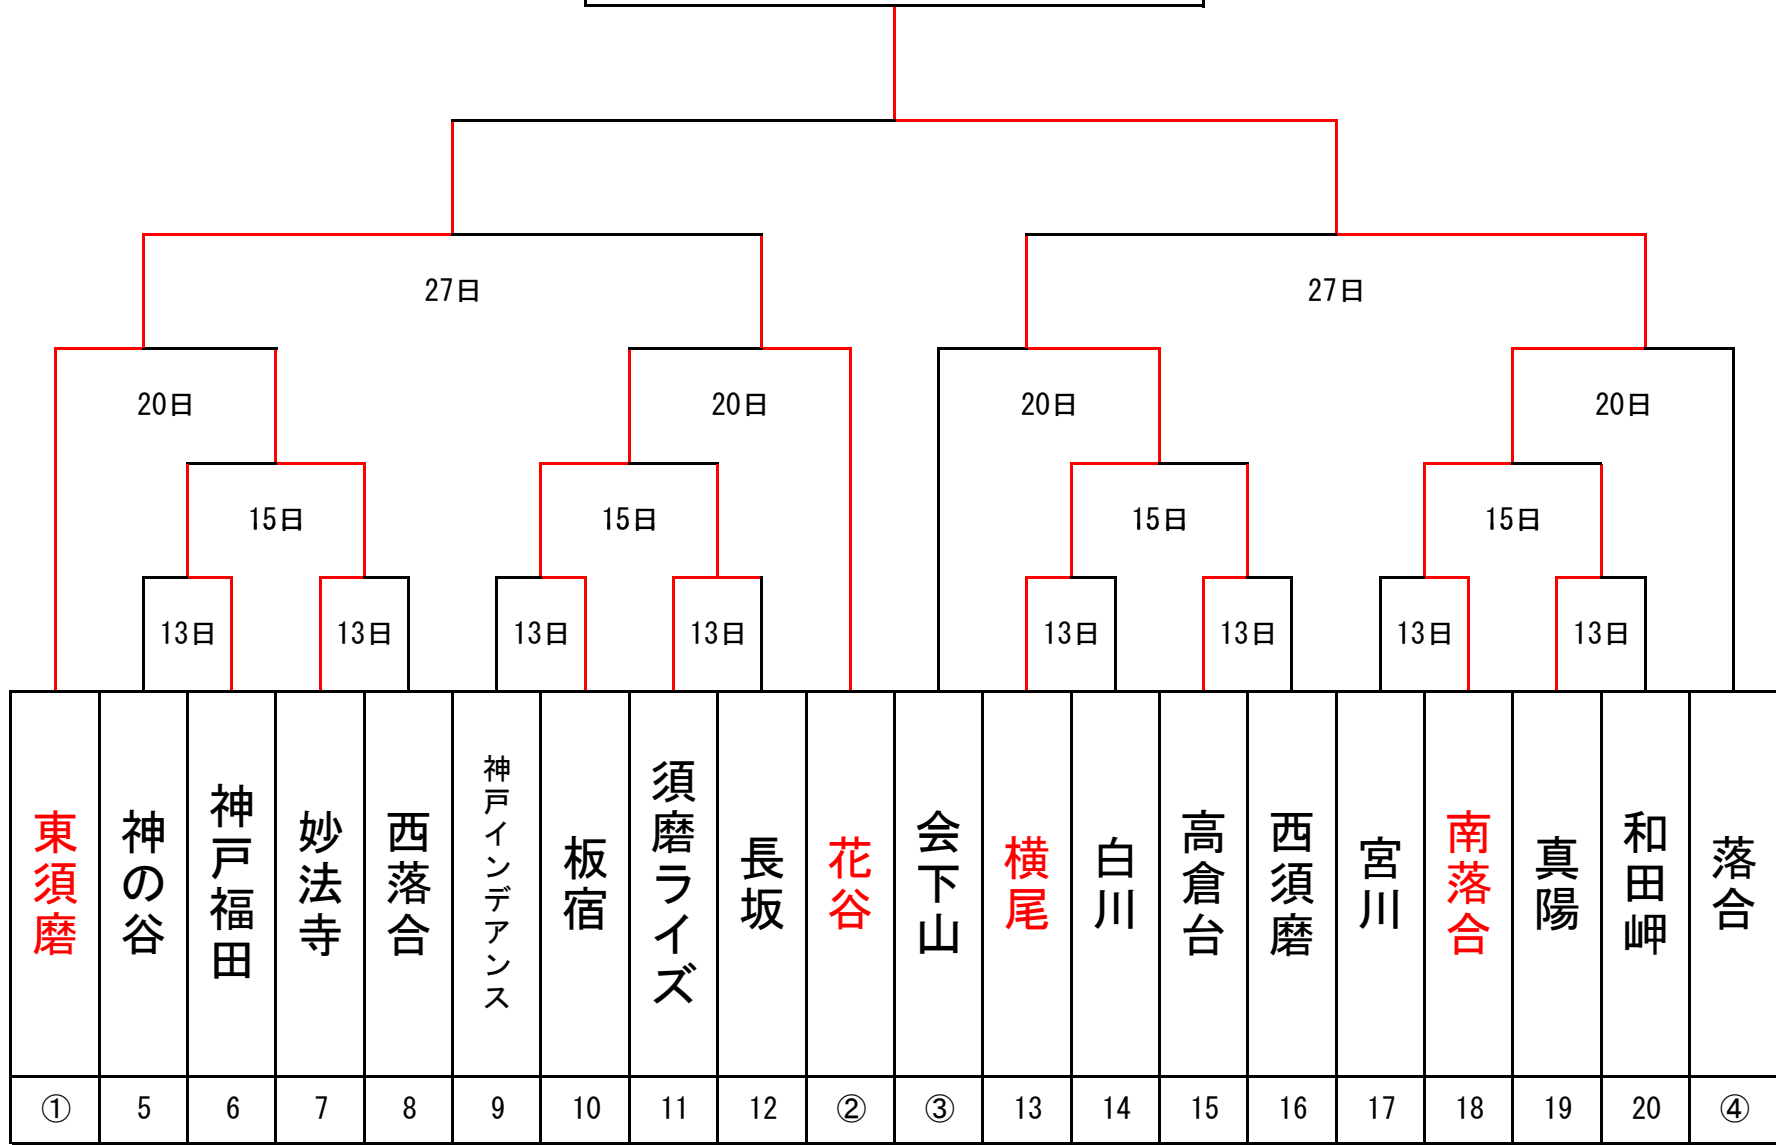 27日
27日
20日
20日
20日
20日
15日
15日
15日
15日
13日
13日
13日
13日
13日
13日
13日
13日
東須磨
神の谷
神戸福田
妙法寺
西落合
神戸インデアンス
板宿
須磨ライズ
長坂
花谷
会下山
横尾
白川
高倉台
西須磨
宮川
南落合
真陽
和田岬
落合
① 5 6 7 8 9 10 11 12 ② ③ 13 14 15 16 17 18 19 20 ④